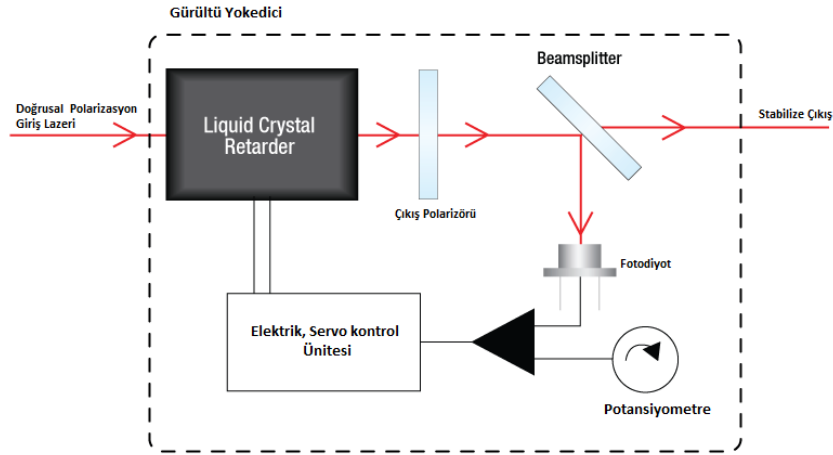 Gürültü Yokedici
Doğrusal Polarizasyon
Giriş Lazeri
Liquid Crystal
Retarder
Beamsplitter
Stabilize Çıkış
Çıkış Polarizörü
Fotodiyot
Elektrik, Servo kontrol
Ünitesi
Potansiyometre